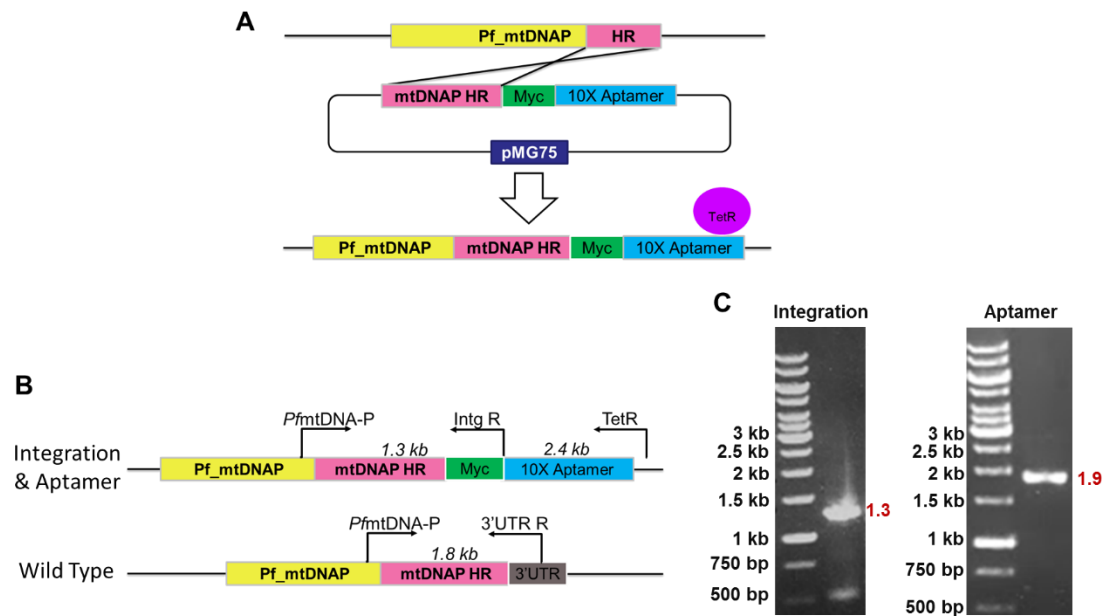 A
Pf_mtDNAP HR
mtDNAP HR Myc 10X Aptamer
pMG75
TetR
Pf_mtDNAP mtDNAP HR Myc 10X Aptamer
B
Integration
& Aptamer
PfmtDNA-P Intg R TetR
1.3 kb 2.4 kb
Pf_mtDNAP mtDNAP HR Myc 10X Aptamer
Wild Type
PfmtDNA-P 3'UTR R
1.8 kb
Pf_mtDNAP mtDNAP HR 3'UTR
C
Integration
3 kb
2.5 kb
2 kb
1.5 kb
1.3
1 kb
750 bp
500 bp
Aptamer
3 kb
2.5 kb
2 kb
1.9
1.5 kb
1 kb
750 bp
500 bp